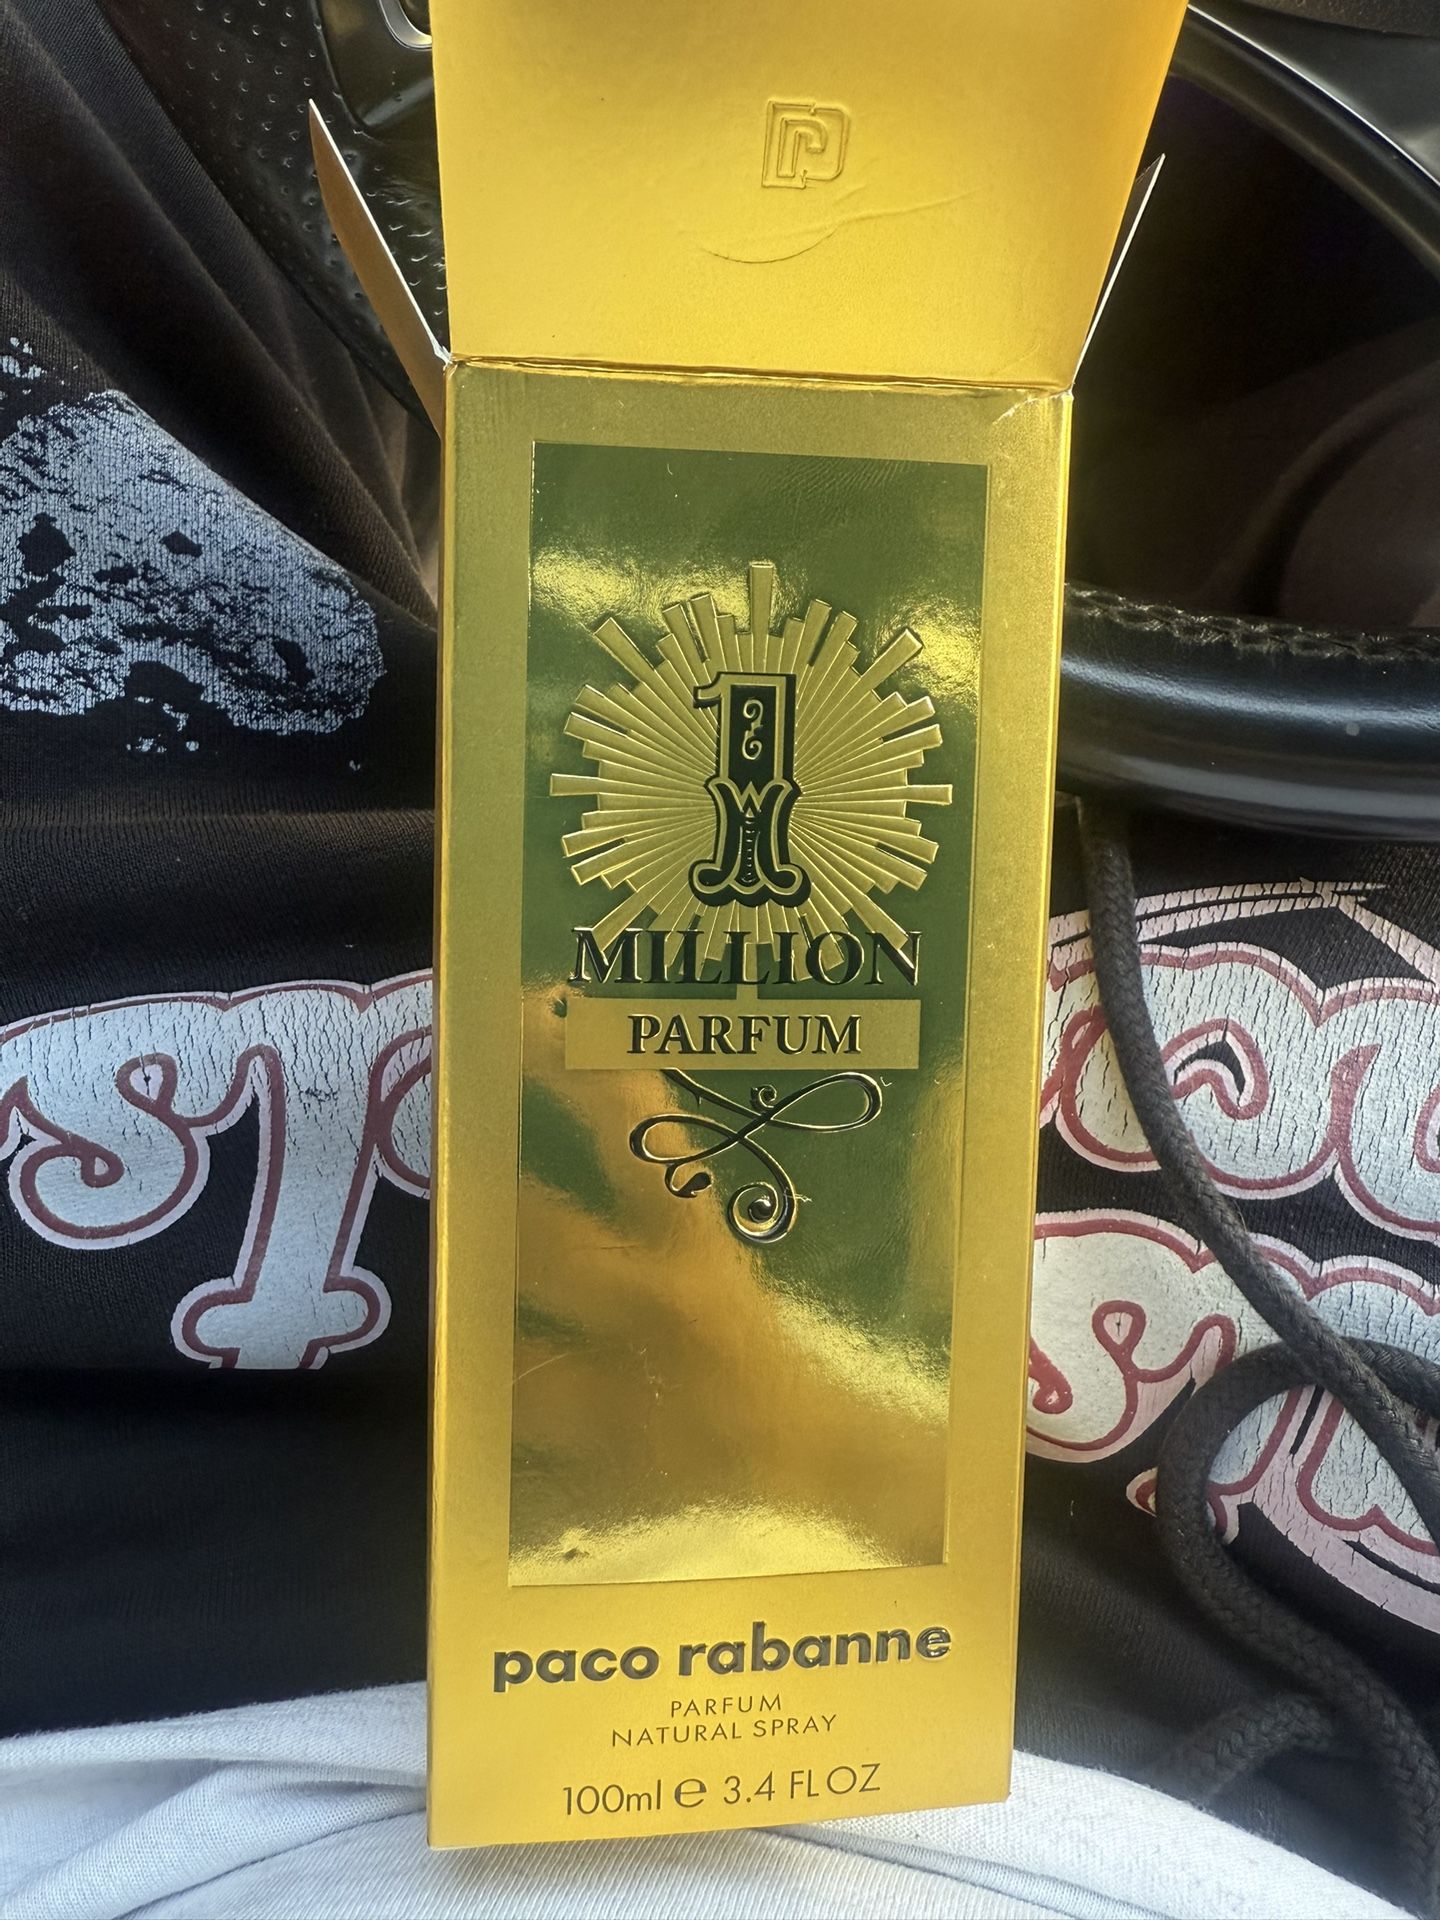 1
MILLION
PARFUM
paco rabanne
PARFUM
NATURAL SPRAY
100ml e 3.4 FL OZ